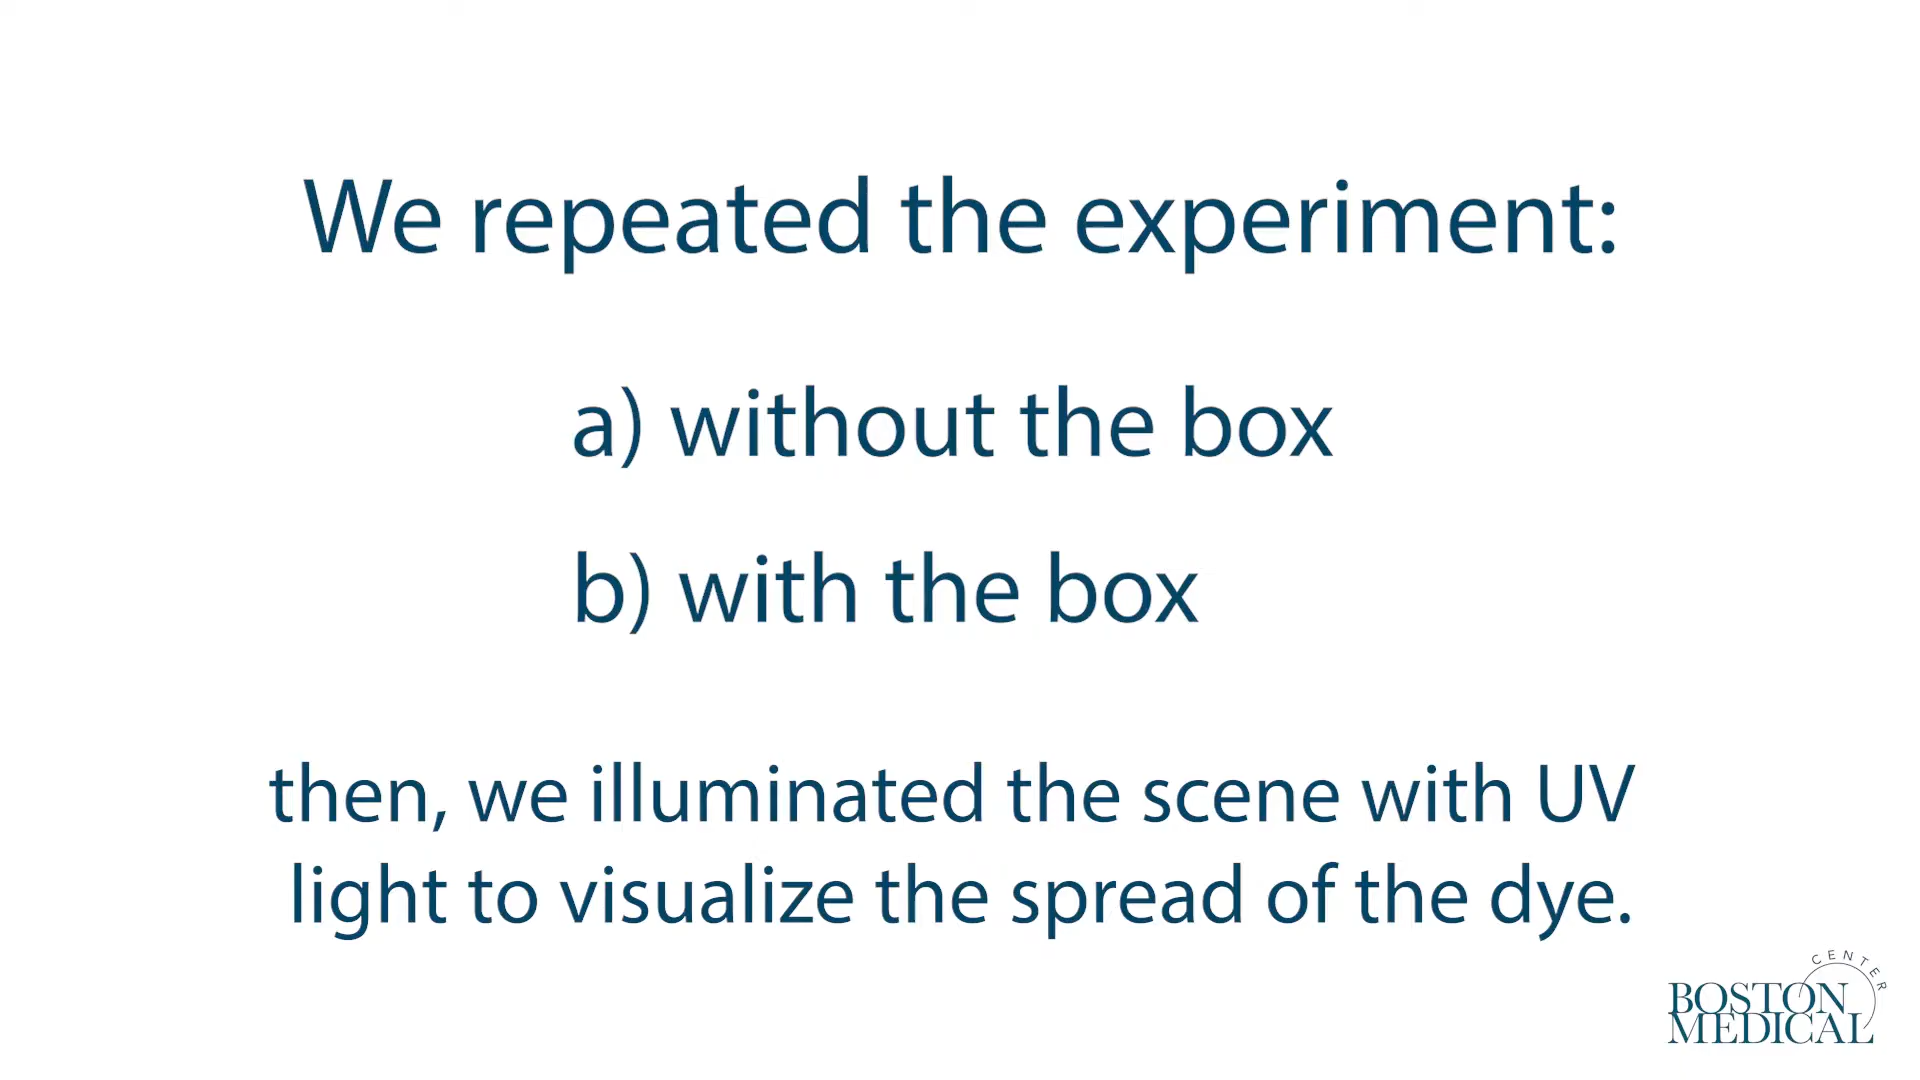 We repeated the experiment:
a) without the box
b) with the box
then, we illuminated the scene with UV
light to visualize the spread of the dye.
CENTER
BOSTON
MEDICAL